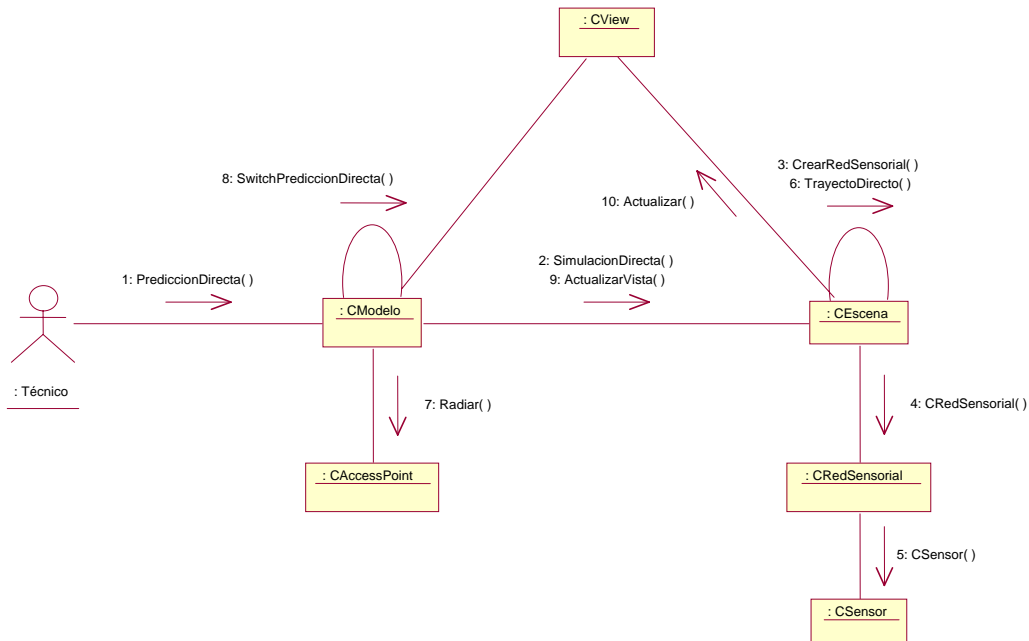 : CView
3: CrearRedSensorial( )
6: TrayectoDirecto( )
8: SwitchPrediccionDirecta( )
10: Actualizar( )
2: SimulacionDirecta( )
9: ActualizarVista( )
1: PrediccionDirecta( )
: CModelo
: CEscena
: Técnico
7: Radiar( )
4: CRedSensorial( )
: CAccessPoint
: CRedSensorial
5: CSensor( )
: CSensor